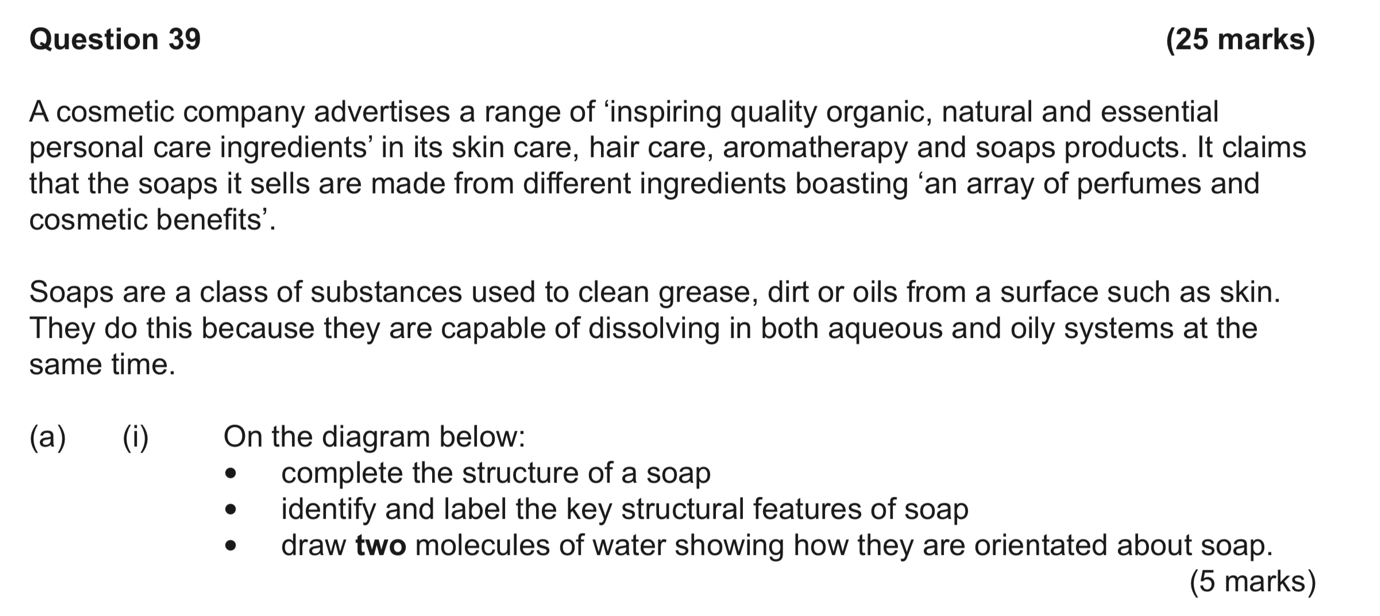 Question 39 (25 marks)
A cosmetic company advertises a range of ‘inspiring quality organic, natural and essential
personal care ingredients’ in its skin care, hair care, aromatherapy and soaps products. It claims
that the soaps it sells are made from different ingredients boasting ‘an array of perfumes and
cosmetic benefits’.
Soaps are a class of substances used to clean grease, dirt or oils from a surface such as skin.
They do this because they are capable of dissolving in both aqueous and oily systems at the
same time.
(a) (i) On the diagram below:
• complete the structure of a soap
• identify and label the key structural features of soap
• draw two molecules of water showing how they are orientated about soap.
(5 marks)